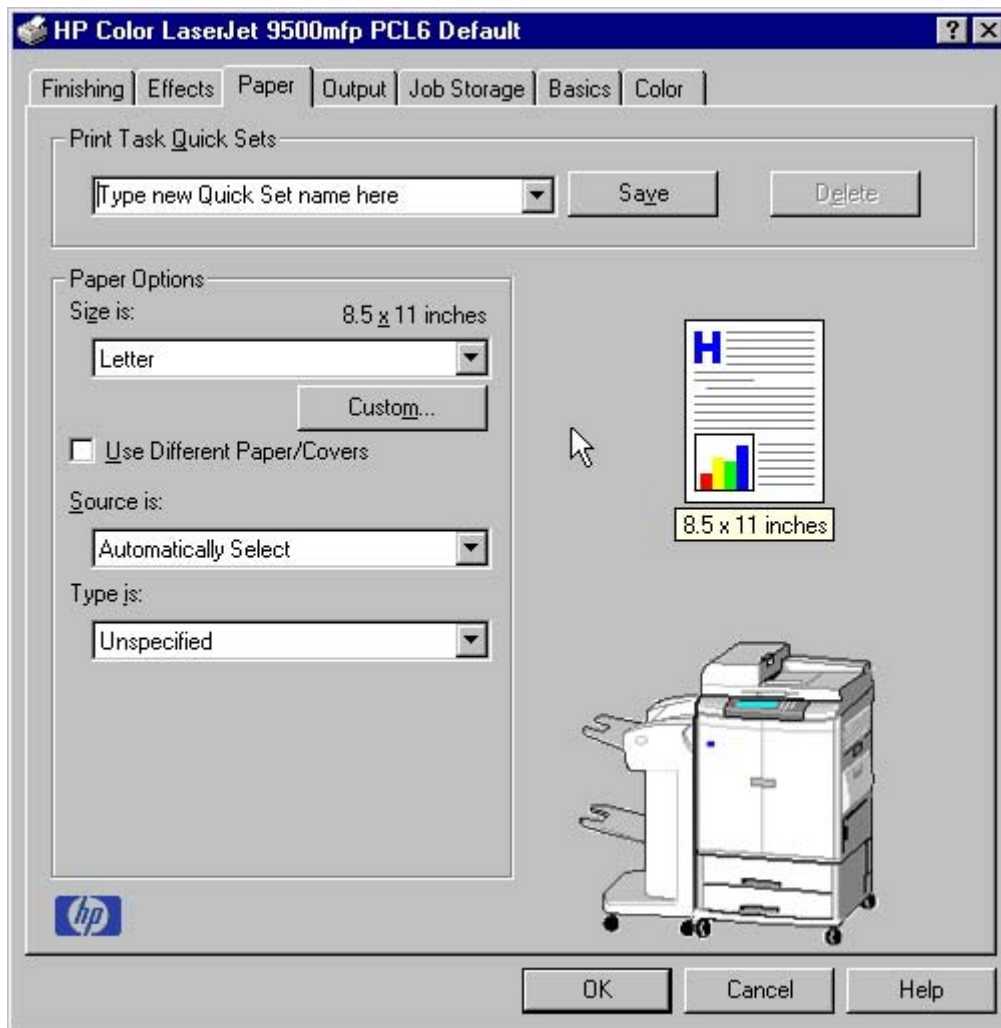 HP Color LaserJet 9500mfp PCL6 Default
Finishing Effects Paper Output Job Storage Basics Color
Print Task Quick Sets
Type new Quick Set name here Save Delete
Paper Options
Size is: 8.5 x 11 inches
Letter
Custom...
Use Different Paper/Covers
Source is:
Automatically Select
Type is:
Unspecified
H
8.5 x 11 inches
hp
OK Cancel Help